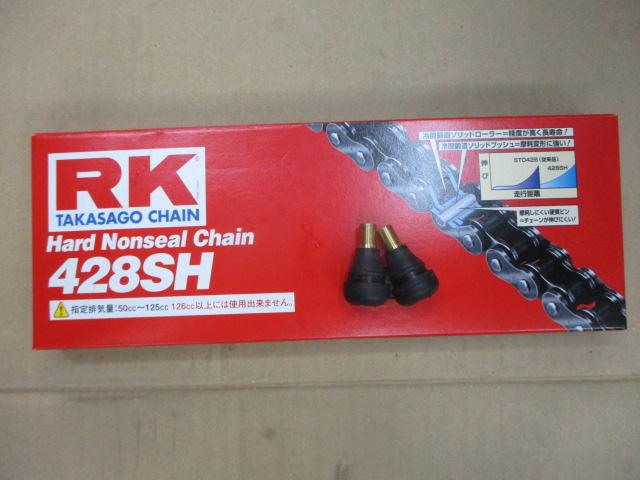 RK
®
TAKASAGO CHAIN
Hard Nonseal Chain
428SH
指定排気量:50cc～125cc 126cc以上には使用出来ません。
冷間鍛造ソリッドローラー=精度が高く長寿命!
冷間鍛造ソリッドブッシュ=摩耗変形に強い!
伸び
STD428(従来品)
428SH
走行距離
摩耗しにくい硬質ピン
=チェーンが伸びにくい!